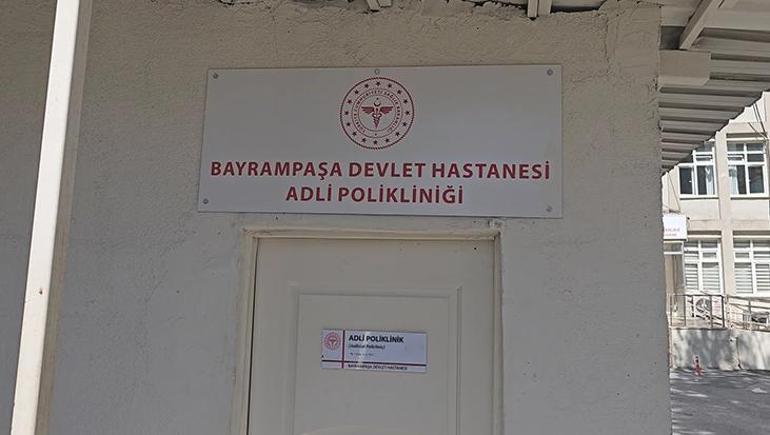 BAYRAMPAŞA DEVLET HASTANESİ
ADLİ POLİKLİNİĞİ
ADLİ POLİKLİNİK
BAYRAMPAŞA DEVLET HASTANESİ